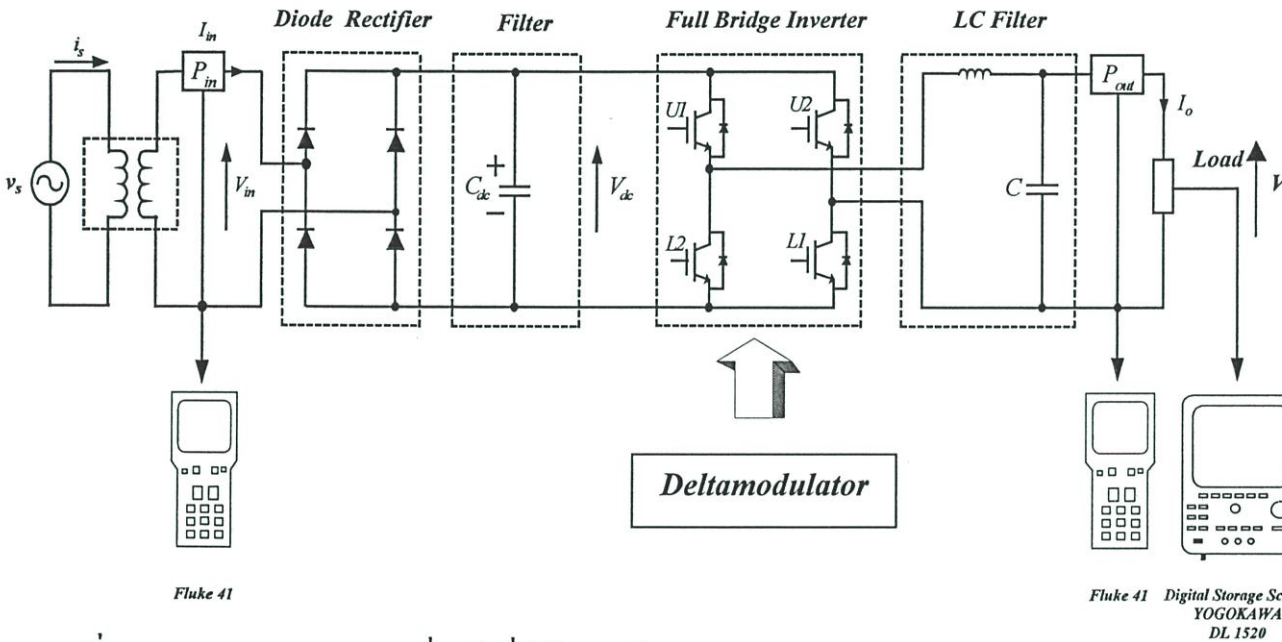 Diode Rectifier
Filter
Full Bridge Inverter
LC Filter
i_s
I_in
P_in
v_s
V_in
C_dc
+
−
V_dc
U1
U2
L2
L1
C
P_out
I_o
Load
V
Deltamodulator
Fluke 41
Fluke 41
Digital Storage Sc
YOGOKAWA
DL 1520